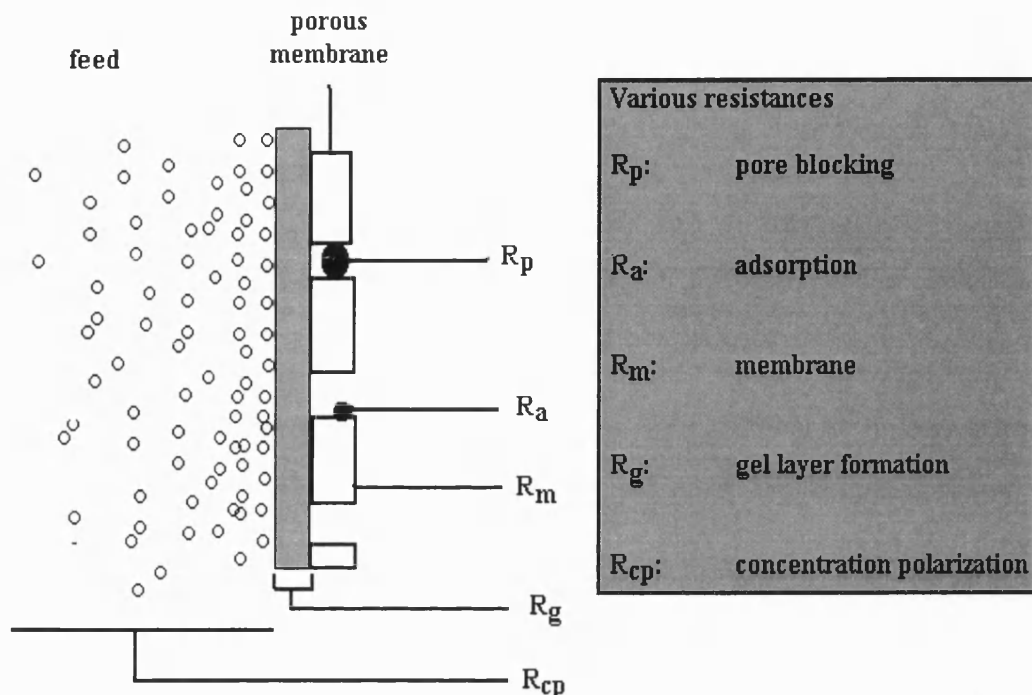 porous
membrane
feed
Rp
Ra
Rm
Rg
Rcp
Various resistances
Rp: pore blocking
Ra: adsorption
Rm: membrane
Rg: gel layer formation
Rcp: concentration polarization